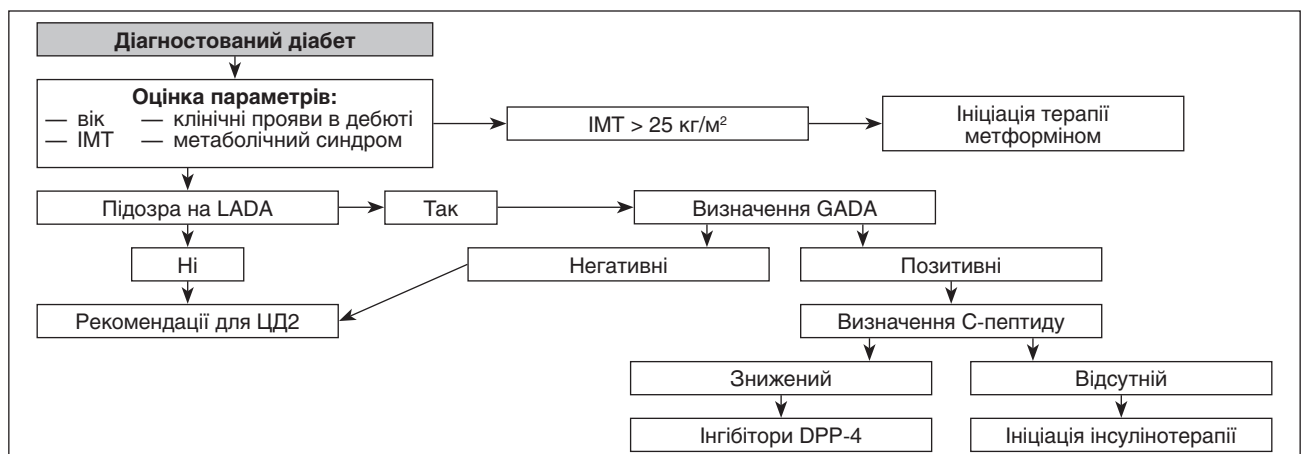 Діагностований діабет
Оцінка параметрів:
— вік — клінічні прояви в дебюті
— ІМТ — метаболічний синдром
ІМТ > 25 кг/м²
Ініціація терапії
метформіном
Підозра на LADA
Так
Визначення GADA
Ні
Негативні
Позитивні
Рекомендації для ЦД2
Визначення С-пептиду
Знижений
Відсутній
Інгібітори DPP-4
Ініціація інсулінотерапії